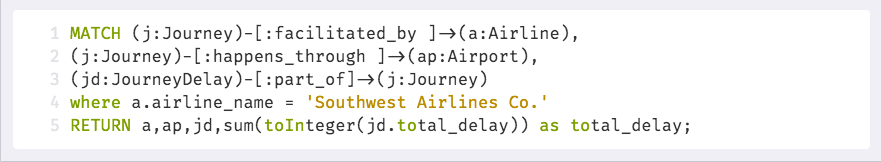 1 MATCH (j:Journey)-[:facilitated_by ]->(a:Airline),
2 (j:Journey)-[:happens_through ]->(ap:Airport),
3 (jd:JourneyDelay)-[:part_of]->(j:Journey)
4 where a.airline_name = 'Southwest Airlines Co.'
5 RETURN a,ap,jd,sum(toInteger(jd.total_delay)) as total_delay;